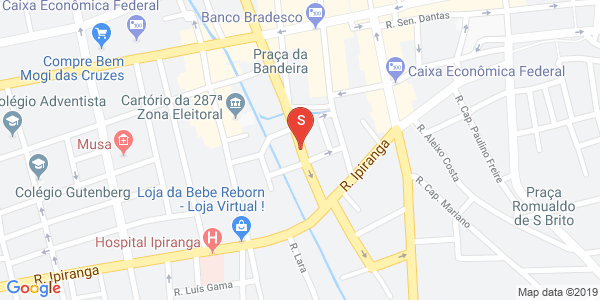 Caixa Econômica Federal
Banco Bradesco
R. Sen. Dantas
Compre Bem
Mogi das Cruzes
Praça da
Bandeira
Caixa Econômica Federal
Colégio Adventista
Cartório da 287ª
Zona Eleitoral
S
R. Cap. Paulino Freire
R. Aleixo Costa
Musa
R. Ipiranga
Colégio Gutenberg
Loja da Bebe Reborn
- Loja Virtual !
R. Cap. Mariano
Praça
Romualdo
de S Brito
Hospital Ipiranga
H
R. Ipiranga
R. Lara
R. Luís Gama
Google
Map data ©2019